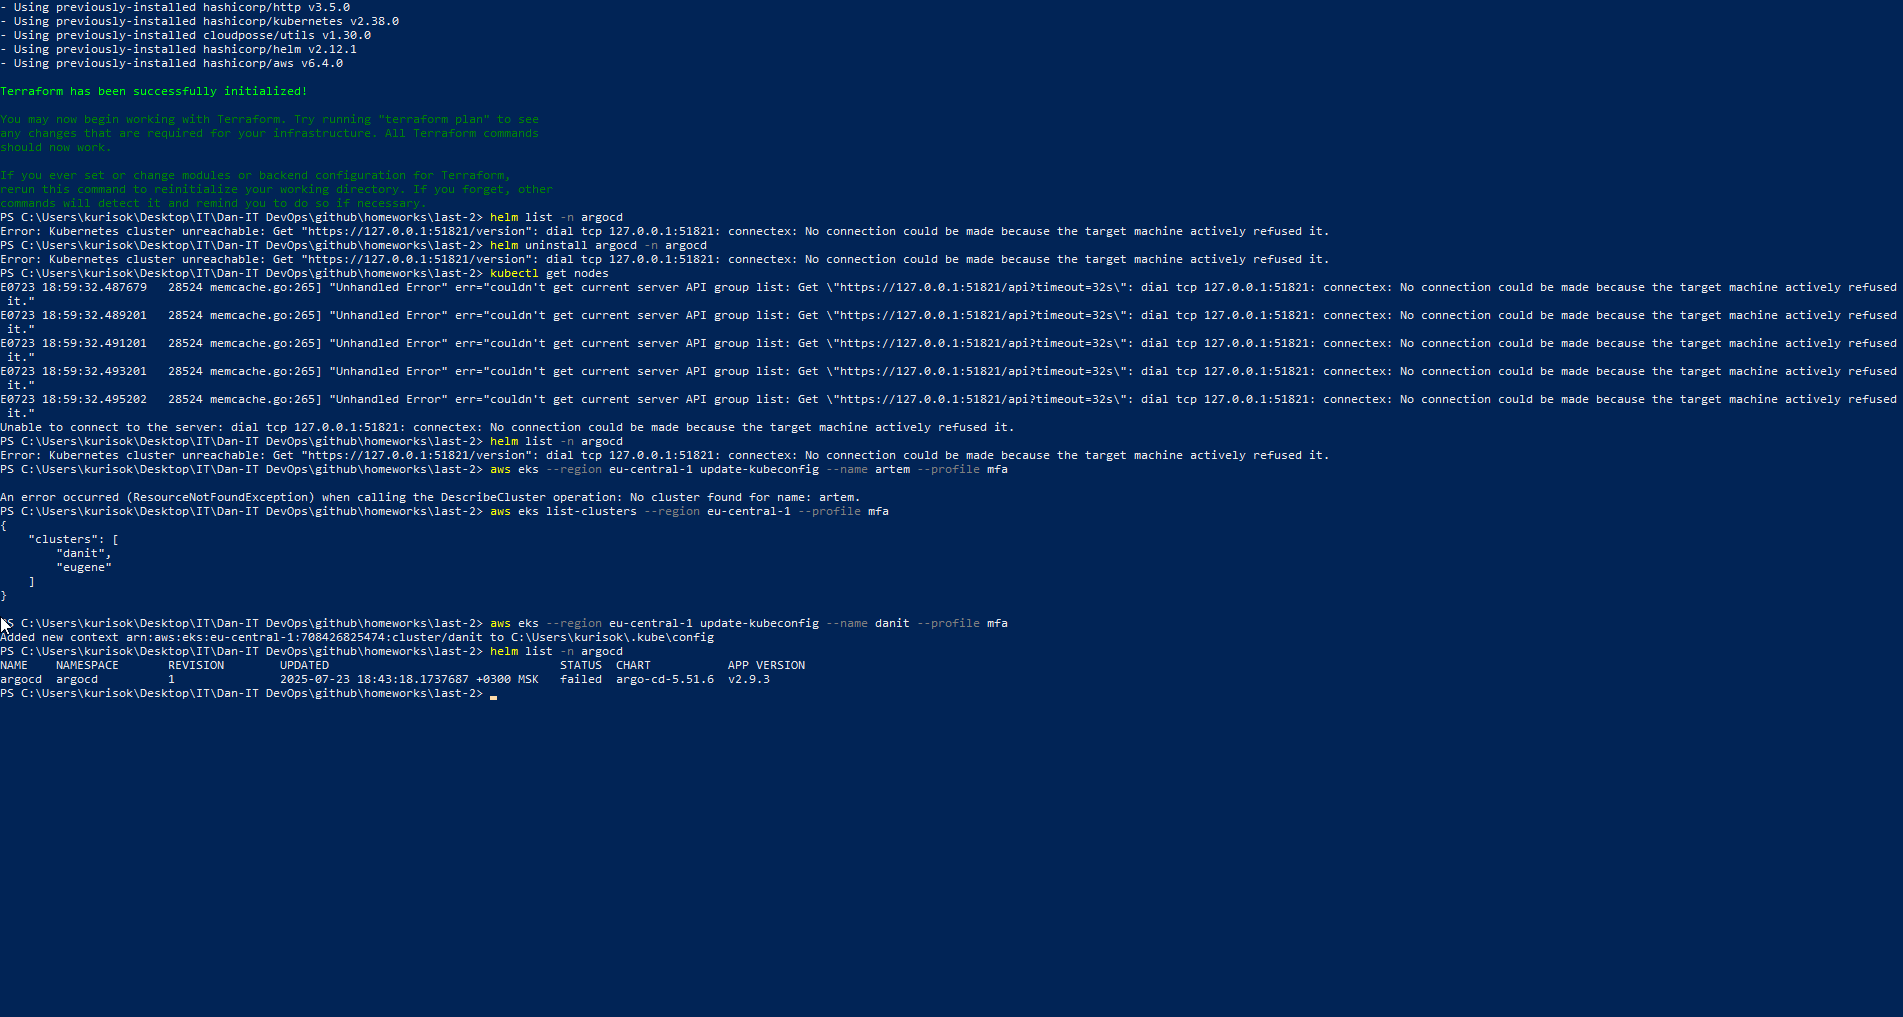 - Using previously-installed hashicorp/http v3.5.0
- Using previously-installed hashicorp/kubernetes v2.38.0
- Using previously-installed cloudposse/utils v1.30.0
- Using previously-installed hashicorp/helm v2.12.1
- Using previously-installed hashicorp/aws v6.4.0
Terraform has been successfully initialized!
You may now begin working with Terraform. Try running "terraform plan" to see
any changes that are required for your infrastructure. All Terraform commands
should now work.
If you ever set or change modules or backend configuration for Terraform,
rerun this command to reinitialize your working directory. If you forget, other
commands will detect it and remind you to do so if necessary.
PS C:\Users\kurisok\Desktop\IT\Dan-IT DevOps\github\homeworks\last-2> helm list -n argocd
Error: Kubernetes cluster unreachable: Get "https://127.0.0.1:51821/version": dial tcp 127.0.0.1:51821: connectex: No connection could be made because the target machine actively refused it.
PS C:\Users\kurisok\Desktop\IT\Dan-IT DevOps\github\homeworks\last-2> helm uninstall argocd -n argocd
Error: Kubernetes cluster unreachable: Get "https://127.0.0.1:51821/version": dial tcp 127.0.0.1:51821: connectex: No connection could be made because the target machine actively refused it.
PS C:\Users\kurisok\Desktop\IT\Dan-IT DevOps\github\homeworks\last-2> kubectl get nodes
E0723 18:59:32.487679   28524 memcache.go:265] "Unhandled Error" err="couldn't get current server API group list: Get \"https://127.0.0.1:51821/api?timeout=32s\": dial tcp 127.0.0.1:51821: connectex: No connection could be made because the target machine actively refused
it."
E0723 18:59:32.489201   28524 memcache.go:265] "Unhandled Error" err="couldn't get current server API group list: Get \"https://127.0.0.1:51821/api?timeout=32s\": dial tcp 127.0.0.1:51821: connectex: No connection could be made because the target machine actively refused
it."
E0723 18:59:32.491201   28524 memcache.go:265] "Unhandled Error" err="couldn't get current server API group list: Get \"https://127.0.0.1:51821/api?timeout=32s\": dial tcp 127.0.0.1:51821: connectex: No connection could be made because the target machine actively refused
it."
E0723 18:59:32.493201   28524 memcache.go:265] "Unhandled Error" err="couldn't get current server API group list: Get \"https://127.0.0.1:51821/api?timeout=32s\": dial tcp 127.0.0.1:51821: connectex: No connection could be made because the target machine actively refused
it."
E0723 18:59:32.495202   28524 memcache.go:265] "Unhandled Error" err="couldn't get current server API group list: Get \"https://127.0.0.1:51821/api?timeout=32s\": dial tcp 127.0.0.1:51821: connectex: No connection could be made because the target machine actively refused
it."
Unable to connect to the server: dial tcp 127.0.0.1:51821: connectex: No connection could be made because the target machine actively refused it.
PS C:\Users\kurisok\Desktop\IT\Dan-IT DevOps\github\homeworks\last-2> helm list -n argocd
Error: Kubernetes cluster unreachable: Get "https://127.0.0.1:51821/version": dial tcp 127.0.0.1:51821: connectex: No connection could be made because the target machine actively refused it.
PS C:\Users\kurisok\Desktop\IT\Dan-IT DevOps\github\homeworks\last-2> aws eks --region eu-central-1 update-kubeconfig --name artem --profile mfa
An error occurred (ResourceNotFoundException) when calling the DescribeCluster operation: No cluster found for name: artem.
PS C:\Users\kurisok\Desktop\IT\Dan-IT DevOps\github\homeworks\last-2> aws eks list-clusters --region eu-central-1 --profile mfa
{
    "clusters": [
        "danit",
        "eugene"
    ]
}
PS C:\Users\kurisok\Desktop\IT\Dan-IT DevOps\github\homeworks\last-2> aws eks --region eu-central-1 update-kubeconfig --name danit --profile mfa
Added new context arn:aws:eks:eu-central-1:708426825474:cluster/danit to C:\Users\kurisok\.kube\config
PS C:\Users\kurisok\Desktop\IT\Dan-IT DevOps\github\homeworks\last-2> helm list -n argocd
NAME    NAMESPACE       REVISION        UPDATED                                 STATUS  CHART           APP VERSION
argocd  argocd          1               2025-07-23 18:43:18.1737687 +0300 MSK   failed  argo-cd-5.51.6  v2.9.3
PS C:\Users\kurisok\Desktop\IT\Dan-IT DevOps\github\homeworks\last-2>